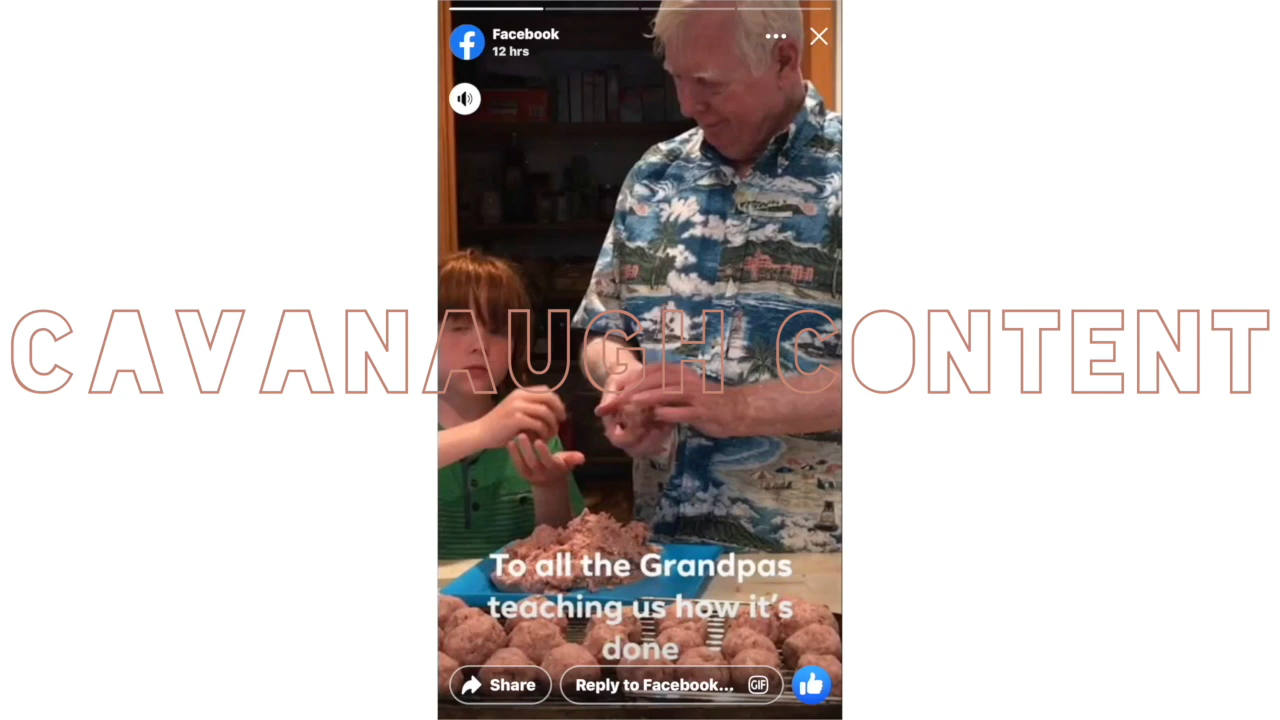 Facebook
12 hrs
CAVANAUGH CONTENT
To all the Grandpas
teaching us how it's
done
Share
Reply to Facebook...
GIF